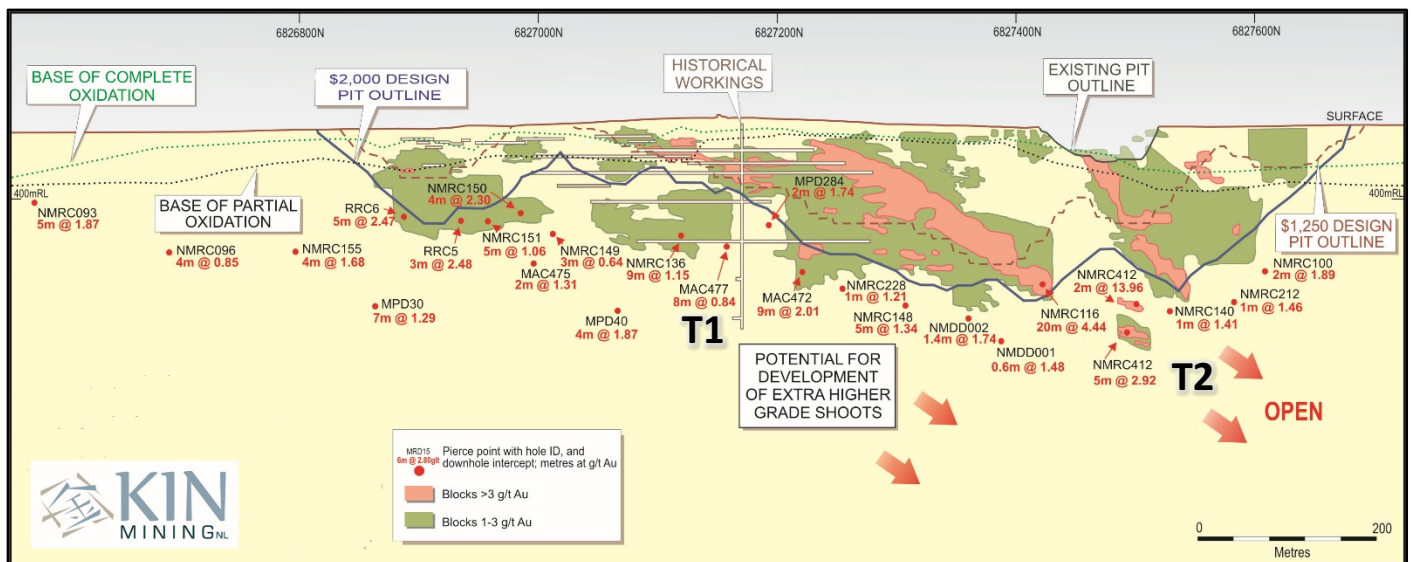 6826800N
6827000N
6827200N
6827400N
6827600N
BASE OF COMPLETE
OXIDATION
$2,000 DESIGN
PIT OUTLINE
HISTORICAL
WORKINGS
EXISTING PIT
OUTLINE
SURFACE
400mRL
400mRL
BASE OF PARTIAL
OXIDATION
$1,250 DESIGN
PIT OUTLINE
NMRC093
5m @ 1.87
NMRC096
4m @ 0.85
NMRC155
4m @ 1.68
RRC6
5m @ 2.47
NMRC150
4m @ 2.30
RRC5
3m @ 2.48
NMRC151
5m @ 1.06
NMRC149
3m @ 0.64
MAC475
2m @ 1.31
MPD30
7m @ 1.29
MPD40
4m @ 1.87
NMRC136
9m @ 1.15
MAC477
8m @ 0.84
MPD284
2m @ 1.74
MAC472
9m @ 2.01
NMRC228
1m @ 1.21
NMRC148
5m @ 1.34
NMDD002
1.4m @ 1.74
NMDD001
0.6m @ 1.48
NMRC116
20m @ 4.44
NMRC412
2m @ 13.96
NMRC412
5m @ 2.92
NMRC140
1m @ 1.41
NMRC212
1m @ 1.46
NMRC100
2m @ 1.89
T1
T2
POTENTIAL FOR
DEVELOPMENT
OF EXTRA HIGHER
GRADE SHOOTS
OPEN
MRD15
6m @ 2.80g/t
Pierce point with hole ID, and
downhole intercept; metres at g/t Au
Blocks >3 g/t Au
Blocks 1-3 g/t Au
KIN
MINING NL
0
200
Metres